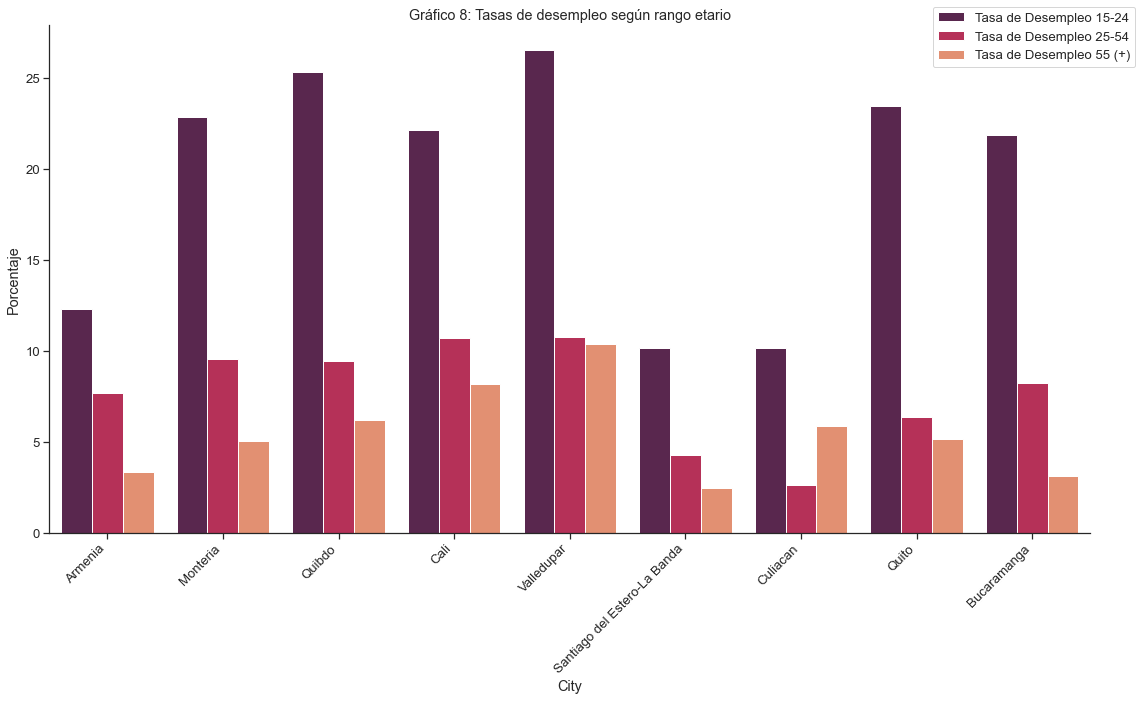 Gráfico 8: Tasas de desempleo según rango etario
Tasa de Desempleo 15-24
Tasa de Desempleo 25-54
Tasa de Desempleo 55 (+)
Porcentaje
25
20
15
10
5
0
Armenia
Monteria
Quibdo
Cali
Valledupar
Santiago del Estero-La Banda
Culiacan
Quito
Bucaramanga
City